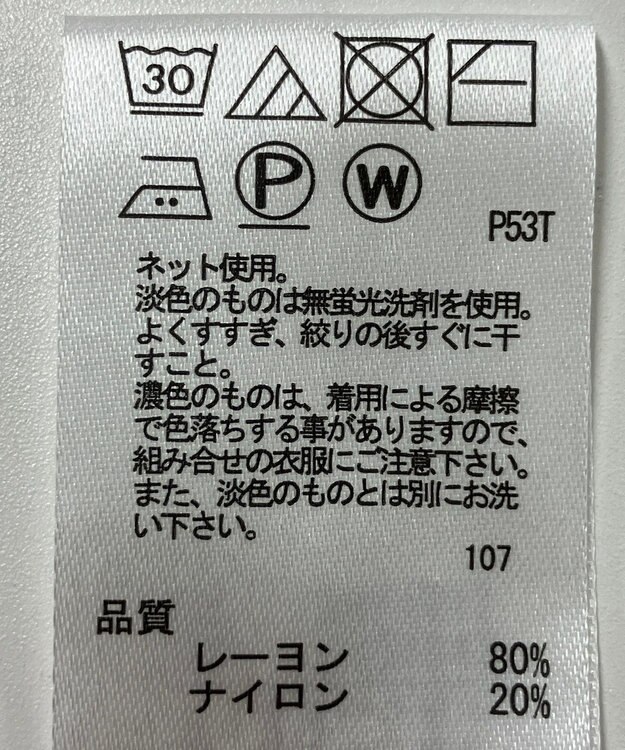 30
P W
P53T
ネット使用。
淡色のものは無蛍光洗剤を使用。
よくすすぎ、絞りの後すぐに干
すこと。
濃色のものは、着用による摩擦
で色落ちする事がありますので、
組み合せの衣服にご注意下さい。
また、淡色のものとは別にお洗
い下さい。
107
品質
レーヨン 80%
ナイロン 20%